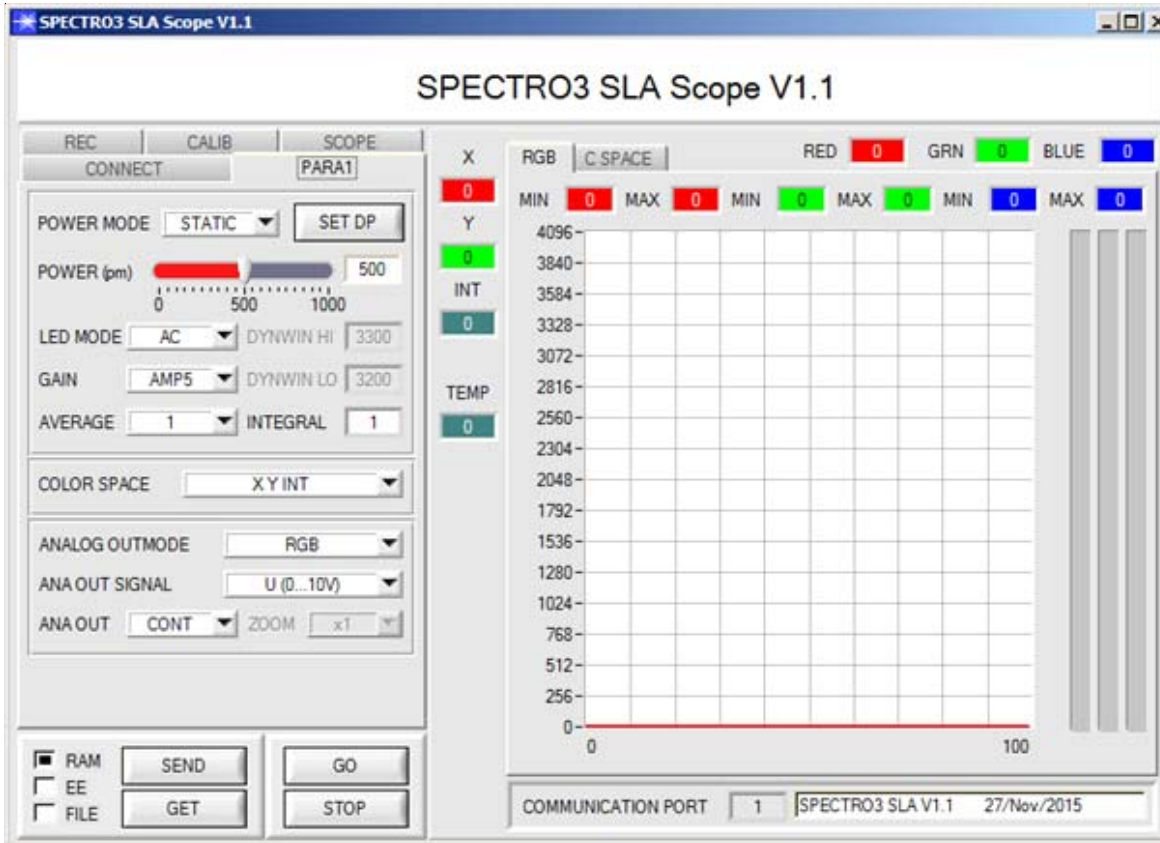 SPECTRO3 SLA Scope V1.1
SPECTRO3 SLA Scope V1.1
REC CALIB SCOPE
CONNECT PARA1
POWER MODE STATIC SET DP
POWER (pm) 500
0 500 1000
LED MODE AC DYNWIN HI 3300
GAIN AMP5 DYNWIN LO 3200
AVERAGE 1 INTEGRAL 1
COLOR SPACE X Y INT
ANALOG OUTMODE RGB
ANA OUT SIGNAL U (0...10V)
ANA OUT CONT ZOOM x1
RAM
EE
FILE
SEND
GET
GO
STOP
X
0
Y
0
INT
0
TEMP
0
RGB C SPACE RED 0 GRN 0 BLUE 0
MIN 0 MAX 0 MIN 0 MAX 0 MIN 0 MAX 0
4096
3840
3584
3328
3072
2816
2560
2304
2048
1792
1536
1280
1024
768
512
256
0
0 100
COMMUNICATION PORT 1 SPECTRO3 SLA V1.1 27/Nov/2015